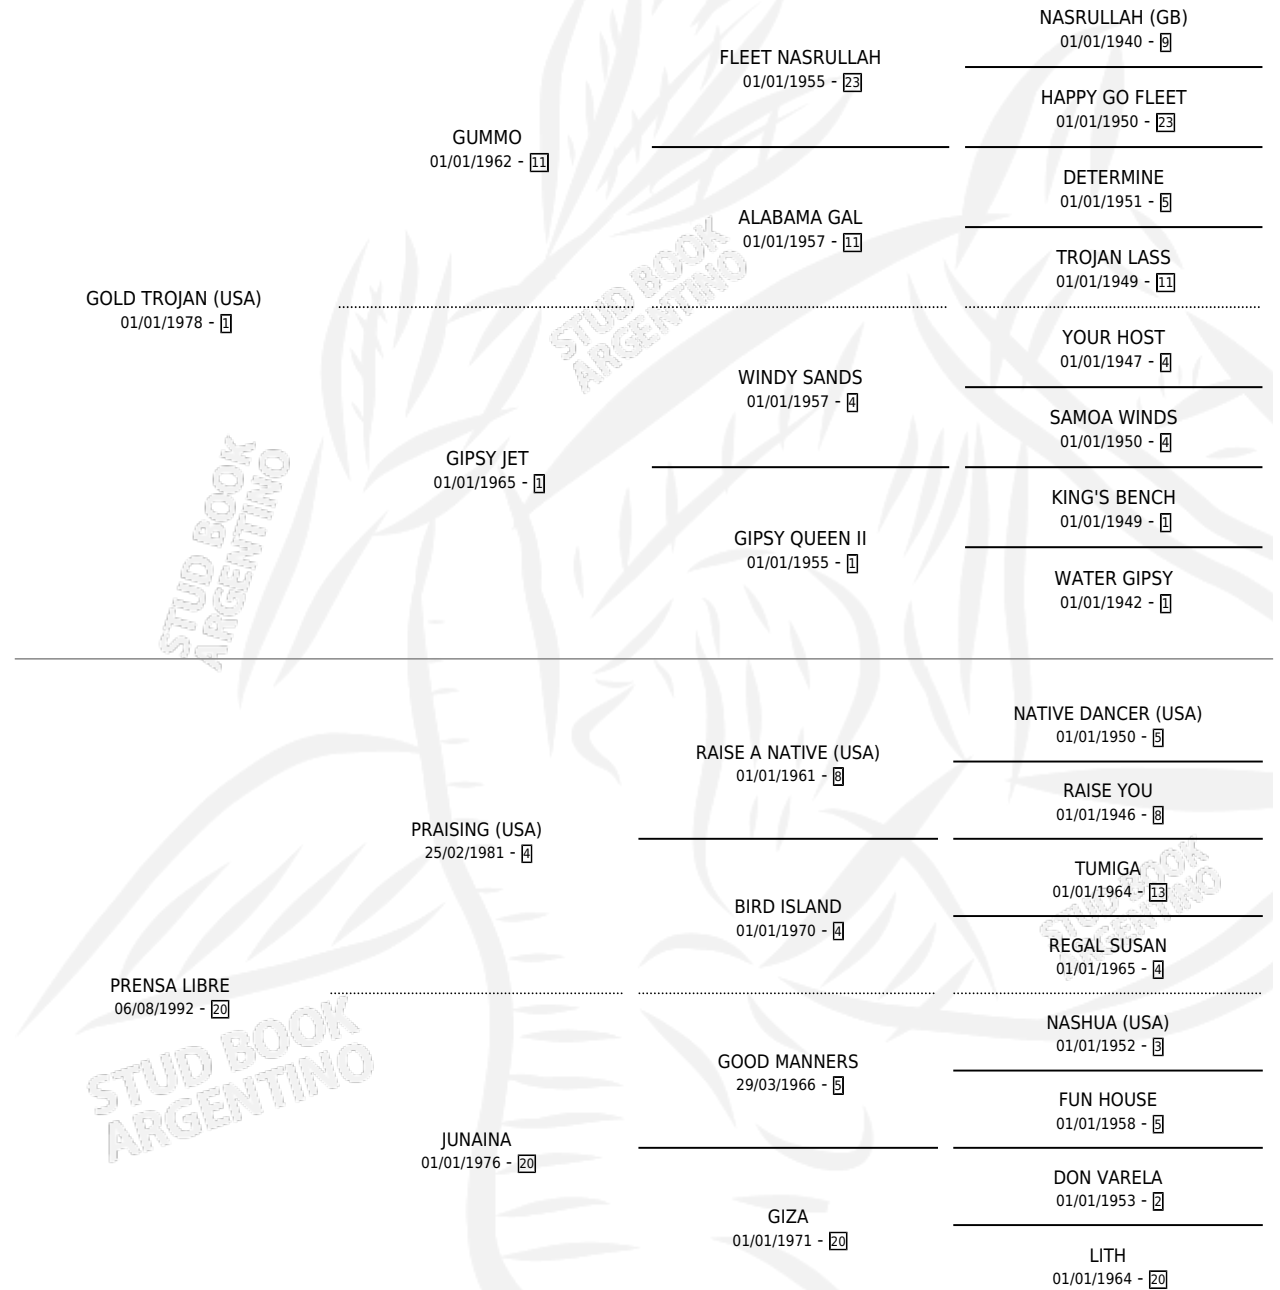 NASRULLAH (GB)
01/01/1940 - 9
FLEET NASRULLAH
01/01/1955 - 23
HAPPY GO FLEET
01/01/1950 - 23
GUMMO
01/01/1962 - 11
DETERMINE
01/01/1951 - 5
ALABAMA GAL
01/01/1957 - 11
TROJAN LASS
01/01/1949 - 11
GOLD TROJAN (USA)
01/01/1978 - 1
STUD BOOK
ARGENTINO
YOUR HOST
01/01/1947 - 4
WINDY SANDS
01/01/1957 - 4
SAMOA WINDS
01/01/1950 - 4
GIPSY JET
01/01/1965 - 1
STUD BOOK
ARGENTINO
KING'S BENCH
01/01/1949 - 1
GIPSY QUEEN II
01/01/1955 - 1
WATER GIPSY
01/01/1942 - 1
NATIVE DANCER (USA)
01/01/1950 - 5
RAISE A NATIVE (USA)
01/01/1961 - 8
RAISE YOU
01/01/1946 - 8
PRAISING (USA)
25/02/1981 - 4
TUMIGA
01/01/1964 - 13
STUD BOOK
ARGENTINO
BIRD ISLAND
01/01/1970 - 4
REGAL SUSAN
01/01/1965 - 4
PRENSA LIBRE
06/08/1992 - 20
STUD BOOK
ARGENTINO
NASHUA (USA)
01/01/1952 - 3
GOOD MANNERS
29/03/1966 - 5
FUN HOUSE
01/01/1958 - 5
JUNAINA
01/01/1976 - 20
DON VARELA
01/01/1953 - 2
GIZA
01/01/1971 - 20
LITH
01/01/1964 - 20